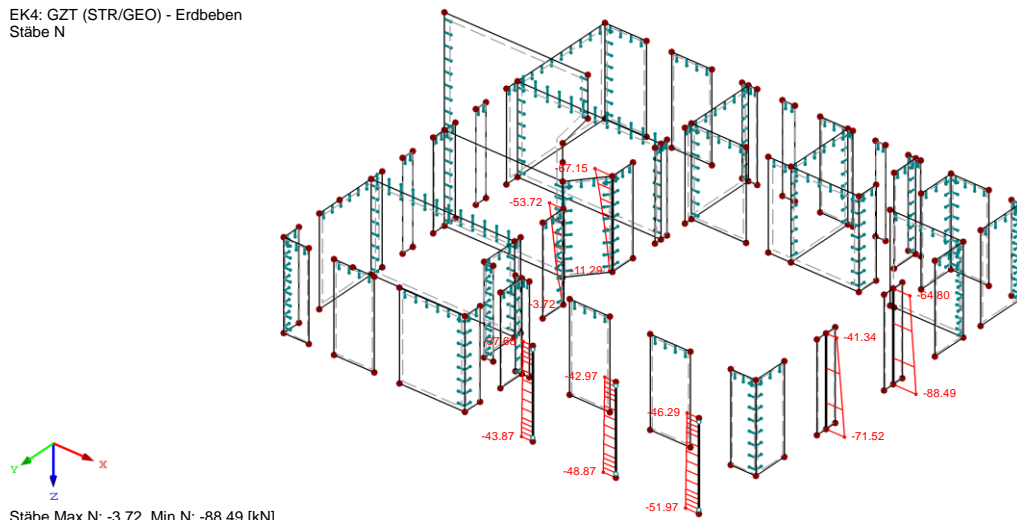 EK4: GZT (STR/GEO) - Erdbeben
Stäbe N
-67.15
-53.72
-11.29
-3.72
-64.80
-41.34
-42.97
-88.49
-46.29
-43.87
-71.52
-48.87
-51.97
Y
X
Z
Stäbe Max N: -3.72, Min N: -88.49 [kN]